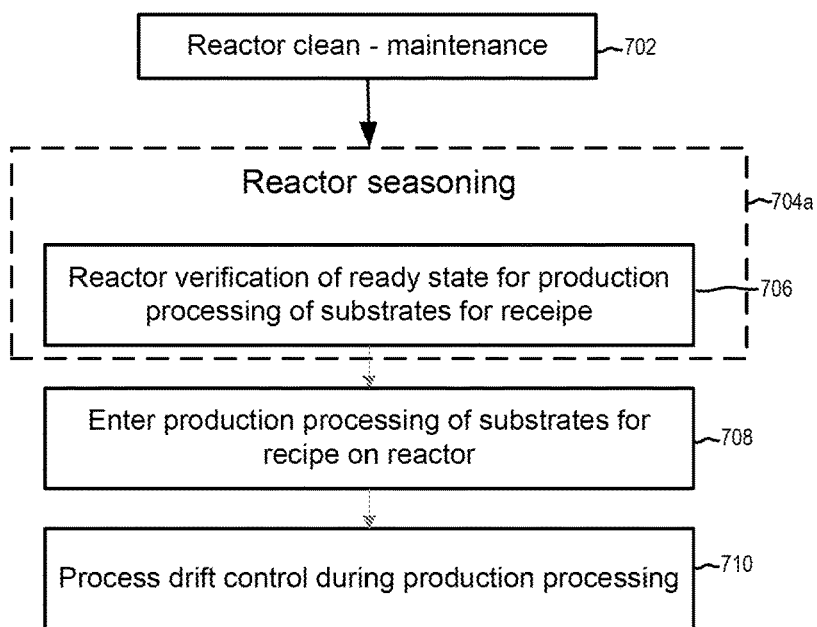 Reactor clean - maintenance
702
Reactor seasoning
704a
Reactor verification of ready state for production
processing of substrates for receipe
706
Enter production processing of substrates for
recipe on reactor
708
Process drift control during production processing
710